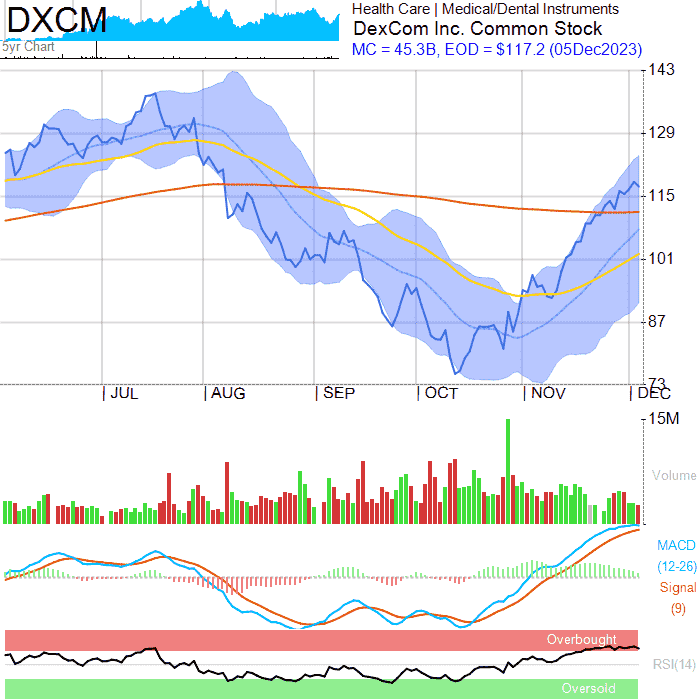 DXCM
5yr Chart
Health Care | Medical/Dental Instruments
DexCom Inc. Common Stock
MC = 45.3B, EOD = $117.2 (05Dec2023)
143
129
115
101
87
73
| JUL | AUG | SEP | OCT | NOV | DEC
15M
Volume
MACD
(12-26)
Signal
(9)
Overbought
RSI(14)
Oversold